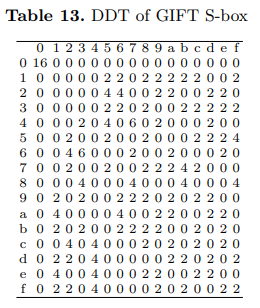 Table 13. DDT of GIFT S-box
0 1 2 3 4 5 6 7 8 9 a b c d e f
0 16 0 0 0 0 0 0 0 0 0 0 0 0 0 0 0
1 0 0 0 0 0 2 2 0 2 2 2 2 2 0 0 2
2 0 0 0 0 0 4 4 0 0 2 2 0 0 2 2 0
3 0 0 0 0 0 2 2 0 2 0 0 2 2 2 2 2
4 0 0 0 2 0 4 0 6 0 2 0 0 0 2 0 0
5 0 0 2 0 0 2 0 0 2 0 0 0 2 2 2 4
6 0 0 4 6 0 0 0 2 0 0 2 0 0 0 2 0
7 0 0 2 0 0 2 0 0 2 2 2 4 2 0 0 0
8 0 0 0 4 0 0 0 4 0 0 0 4 0 0 0 4
9 0 2 0 2 0 0 2 2 2 0 2 0 2 2 0 0
a 0 4 0 0 0 0 4 0 0 2 2 0 0 2 2 0
b 0 2 0 2 0 0 2 2 2 2 0 0 2 0 2 0
c 0 0 4 0 4 0 0 0 2 0 2 0 2 0 2 0
d 0 2 2 0 4 0 0 0 0 0 2 2 0 2 0 2
e 0 4 0 0 4 0 0 0 2 2 0 0 2 2 0 0
f 0 2 2 0 4 0 0 0 0 2 0 2 0 0 2 2